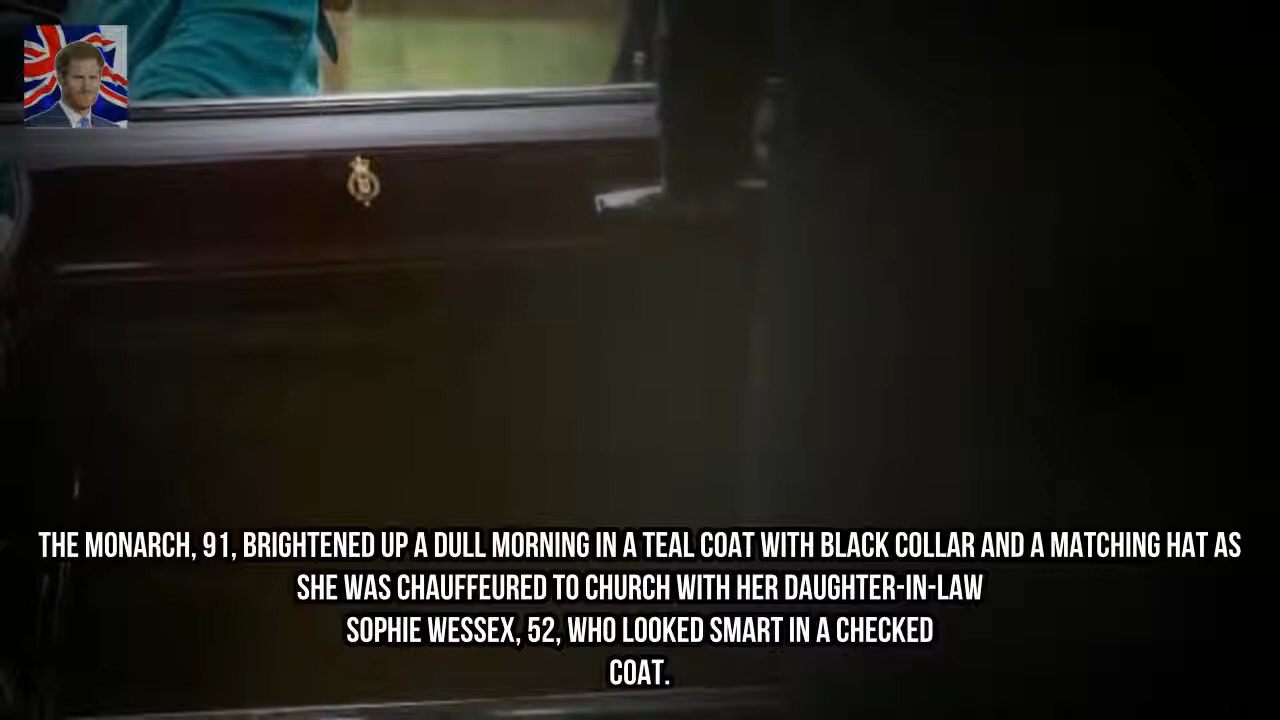 THE MONARCH, 91, BRIGHTENED UP A DULL MORNING IN A TEAL COAT WITH BLACK COLLAR AND A MATCHING HAT AS
SHE WAS CHAUFFEURED TO CHURCH WITH HER DAUGHTER-IN-LAW
SOPHIE WESSEX, 52, WHO LOOKED SMART IN A CHECKED
COAT.